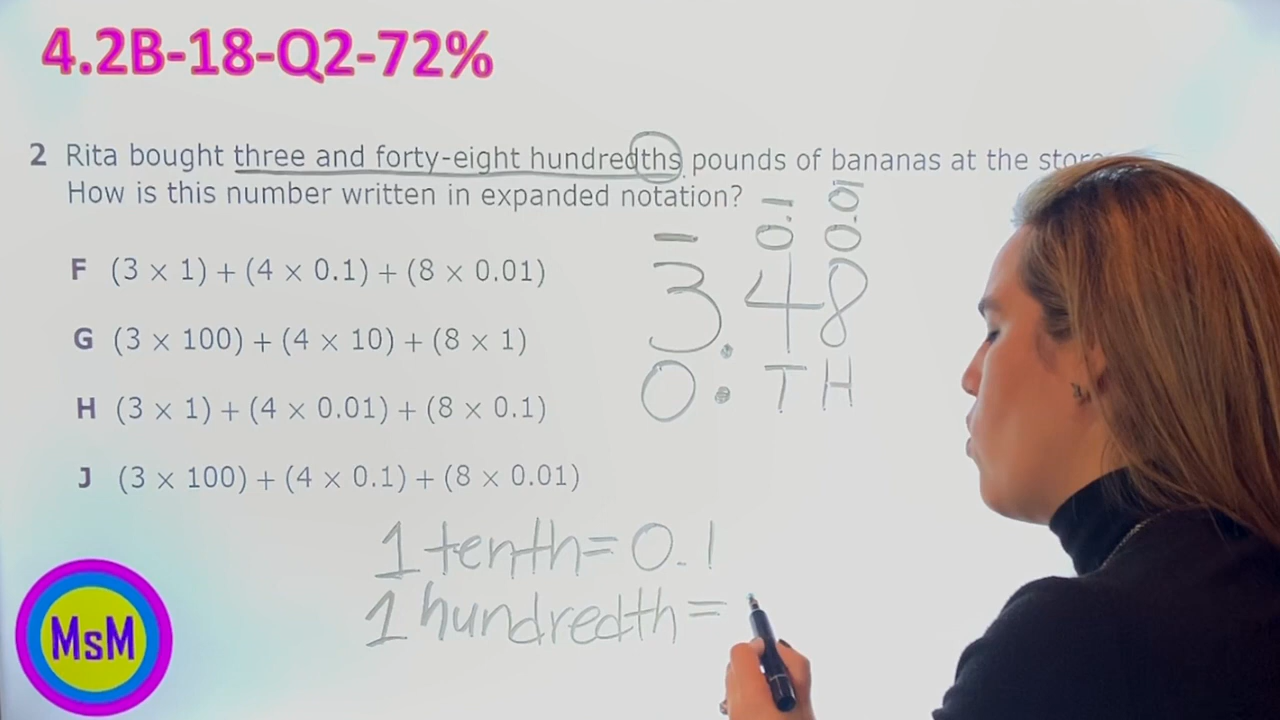 4.2B-18-Q2-72%
2 Rita bought three and forty-eight hundredths pounds of bananas at the store
How is this number written in expanded notation?
F (3 × 1) + (4 × 0.1) + (8 × 0.01)
G (3 × 100) + (4 × 10) + (8 × 1)
H (3 × 1) + (4 × 0.01) + (8 × 0.1)
J (3 × 100) + (4 × 0.1) + (8 × 0.01)
1 0.1 0.01
3.48
O . T H
1 tenth = 0.1
1 hundredth =
MsM